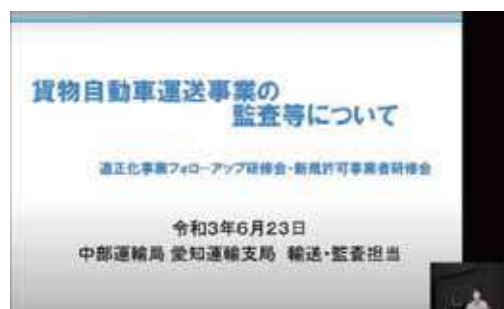 貨物自動車運送事業の
監査等について
適正化事業フォローアップ研修会・新規許可事業者研修会
令和3年6月23日
中部運輸局 愛知運輸支局 輸送・監査担当